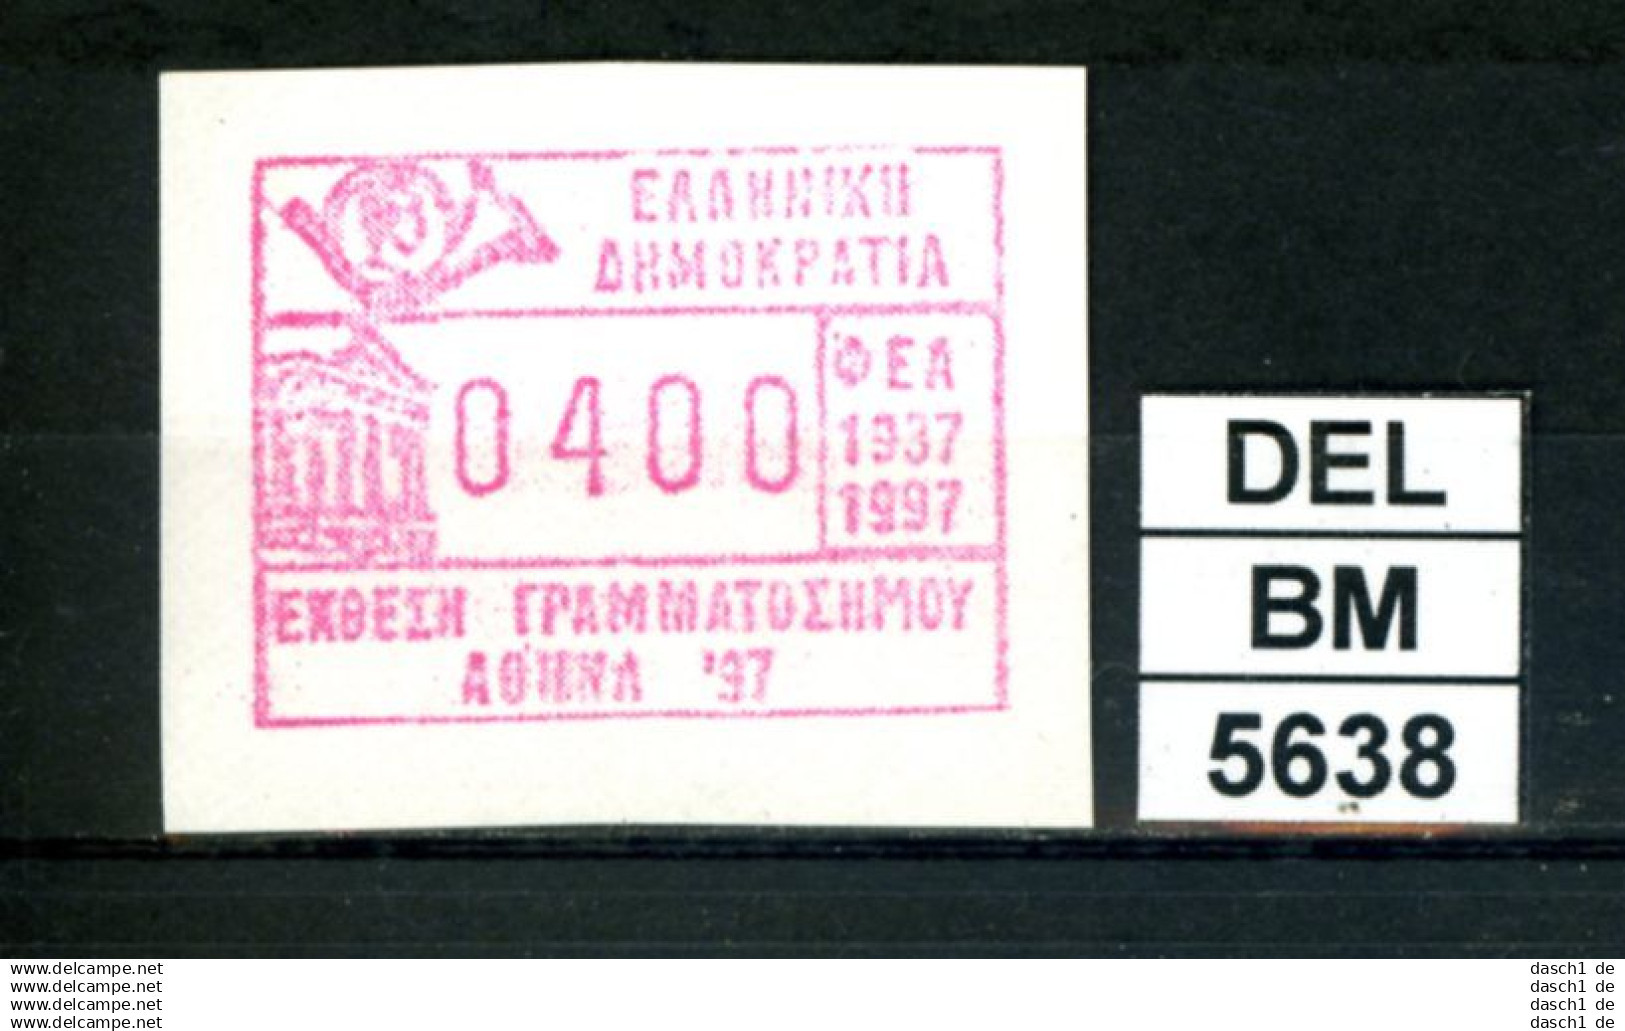 ΕΛΛΗΝΙΚΗ
ΔΗΜΟΚΡΑΤΙΑ
0400
ΦΕΛ
1937
1997
ΕΚΘΕΣΗ ΓΡΑΜΜΑΤΟΣΗΜΟΥ
ΑΘΗΝΑ '97
DEL
BM
5638
www.delcampe.net
www.delcampe.net
www.delcampe.net
www.delcampe.net
dasch1 de
dasch1 de
dasch1 de
dasch1 de